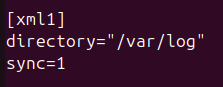 [xml1]
directory="/var/log"
sync=1